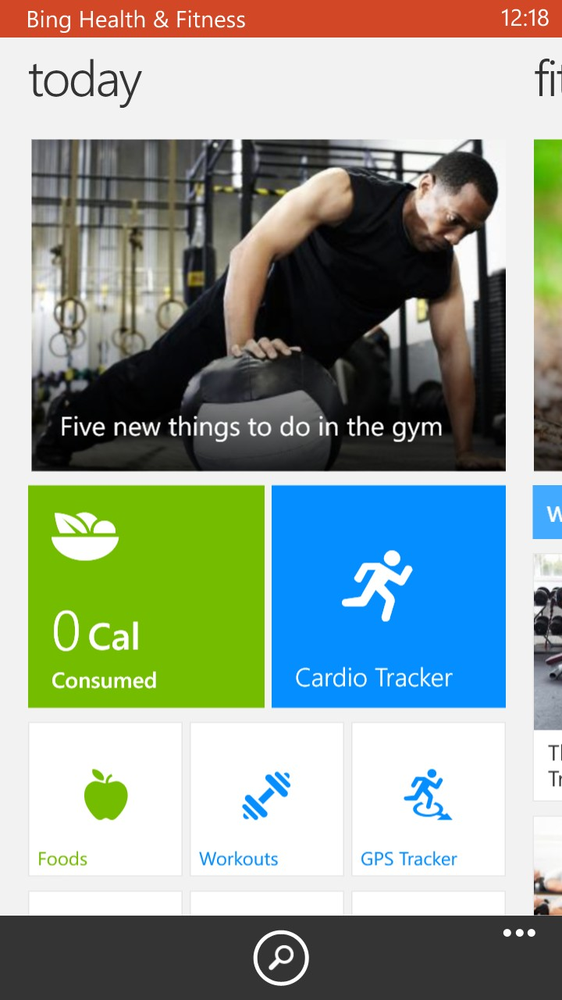 Bing Health & Fitness 12:18
today
Five new things to do in the gym
0 Cal
Consumed
Cardio Tracker
Foods
Workouts
GPS Tracker